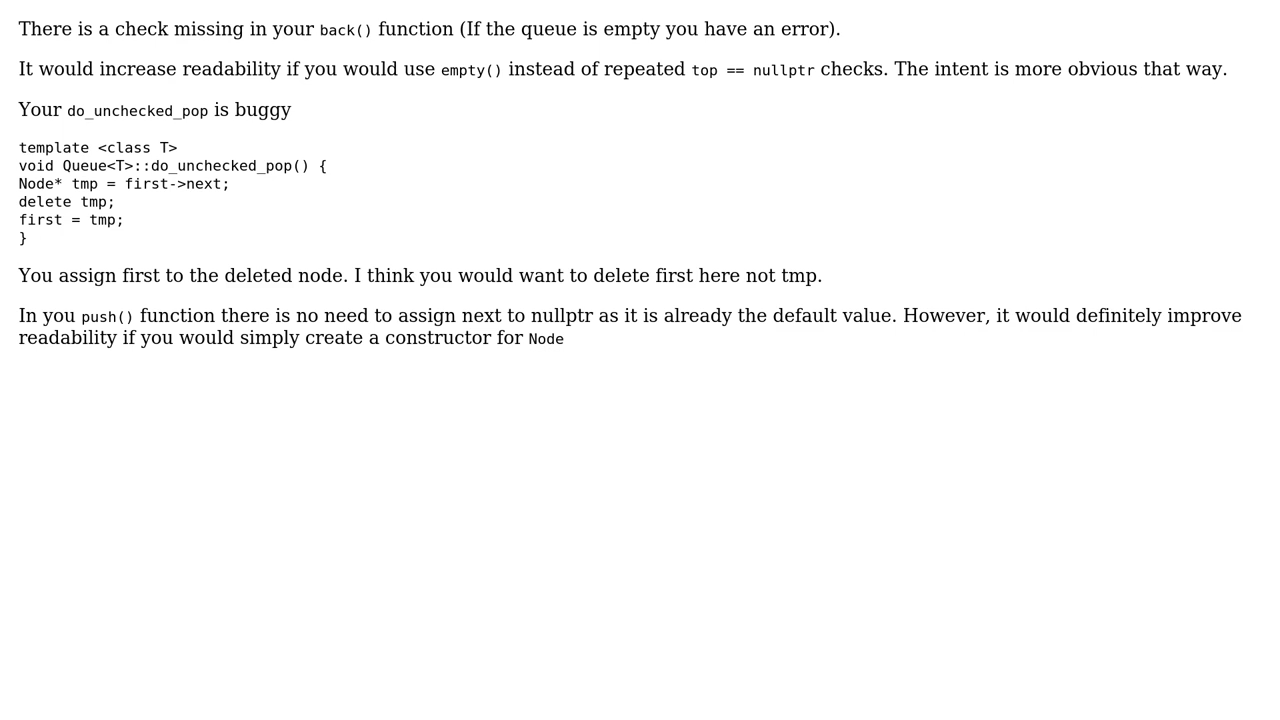 There is a check missing in your back() function (If the queue is empty you have an error).
It would increase readability if you would use empty() instead of repeated top == nullptr checks. The intent is more obvious that way.
Your do_unchecked_pop is buggy
template <class T>
void Queue<T>::do_unchecked_pop() {
Node* tmp = first->next;
delete tmp;
first = tmp;
}
You assign first to the deleted node. I think you would want to delete first here not tmp.
In you push() function there is no need to assign next to nullptr as it is already the default value. However, it would definitely improve
readability if you would simply create a constructor for Node